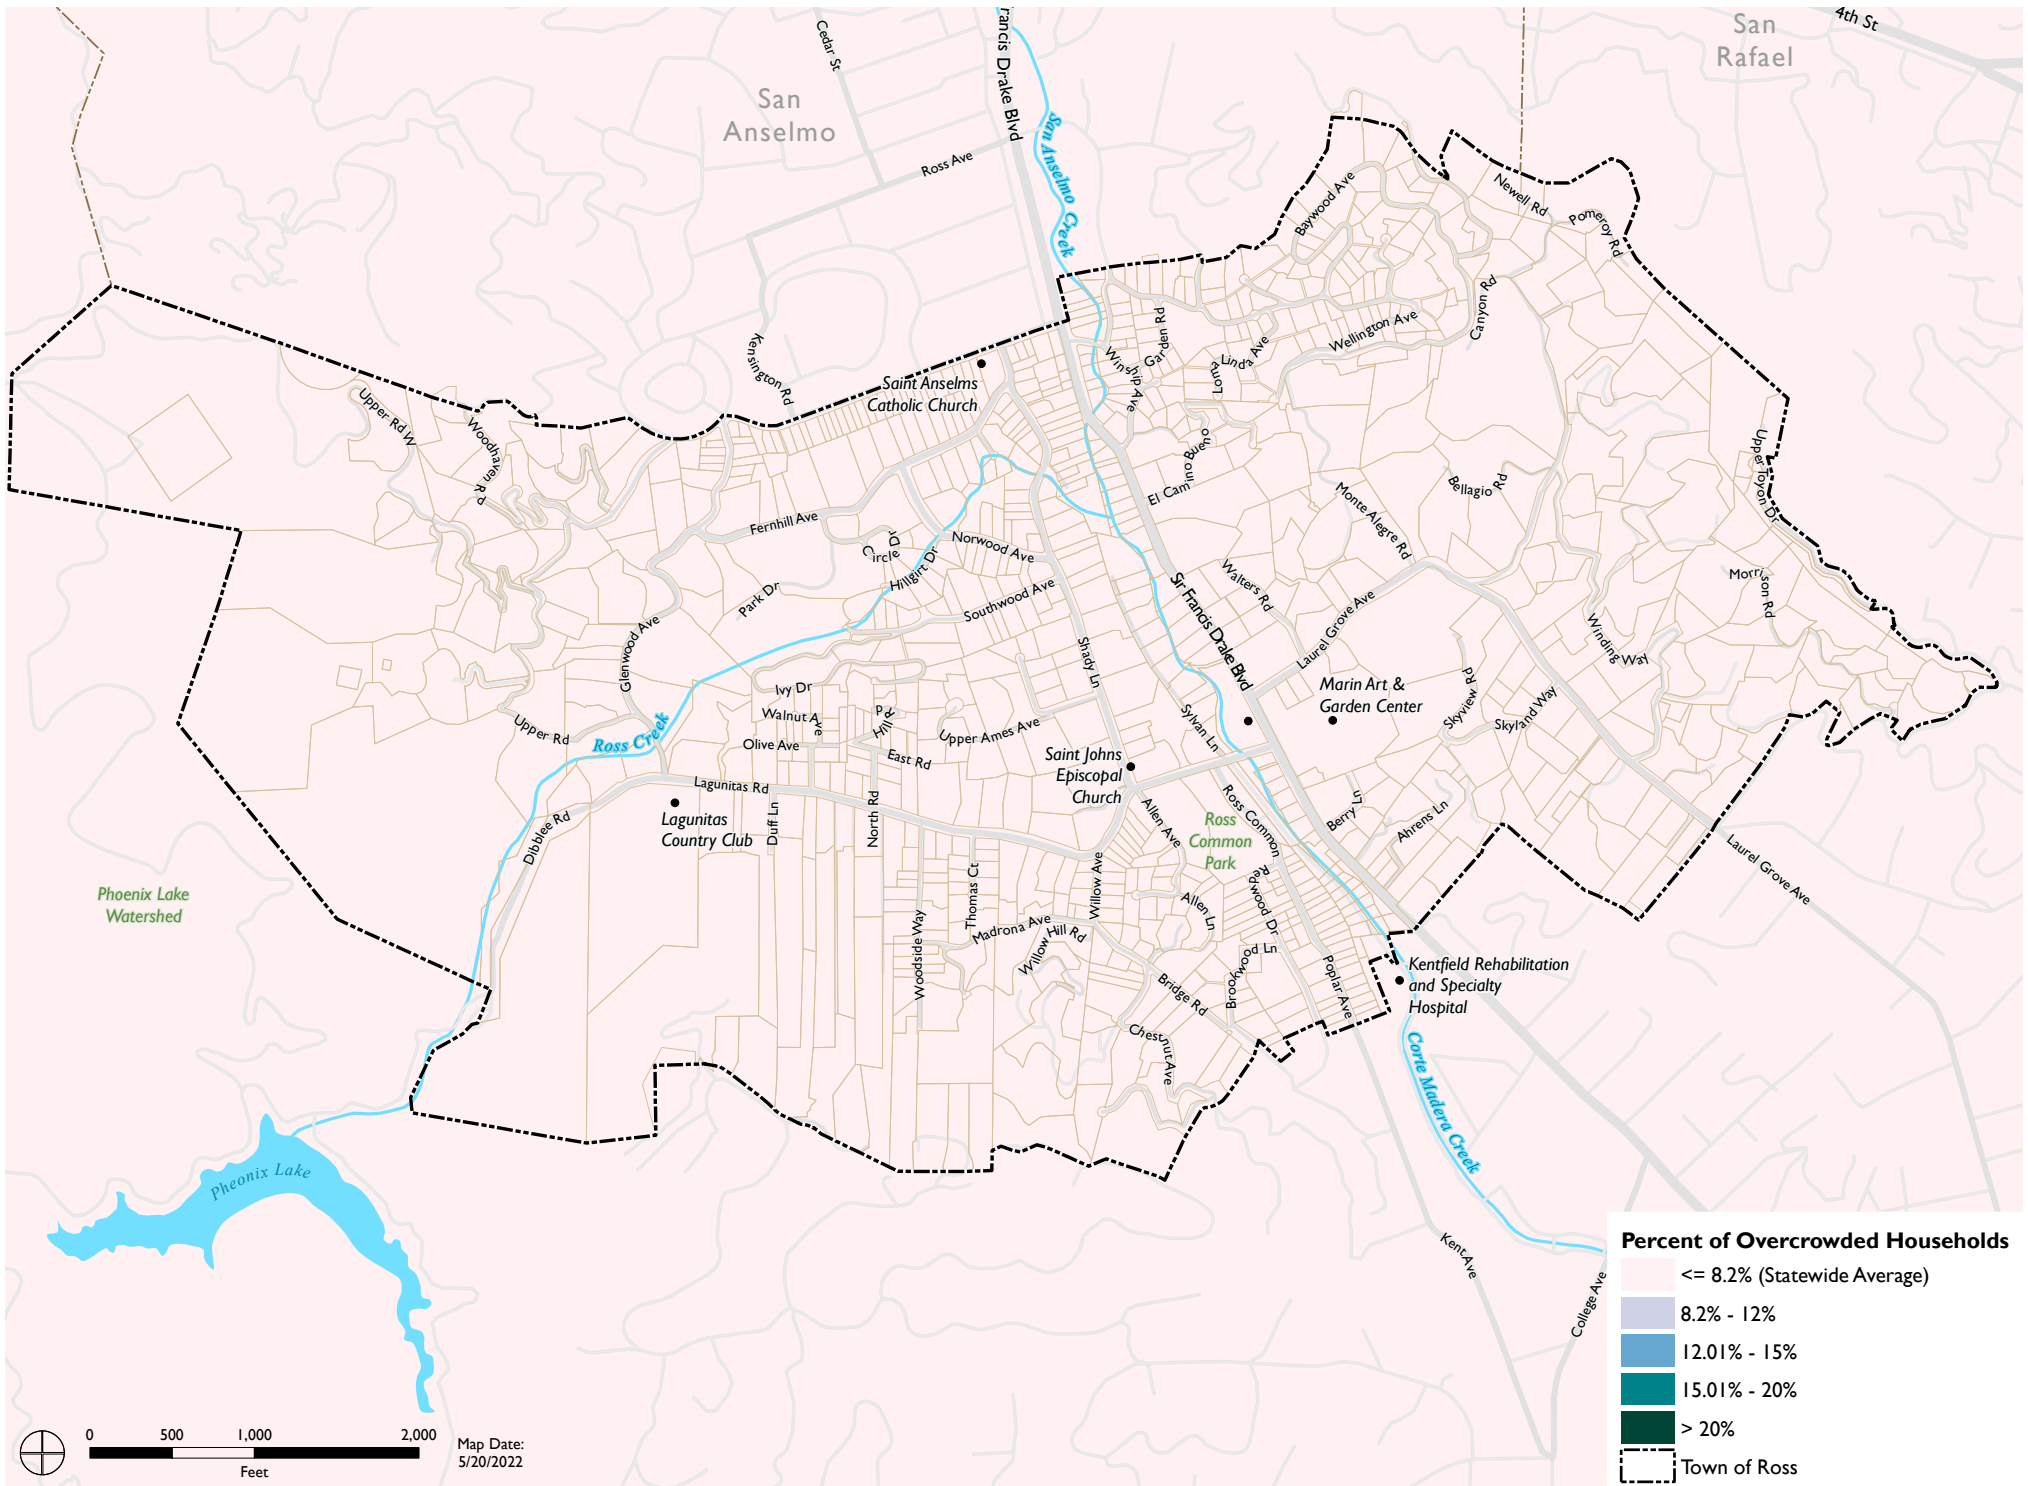 4th St
San
Rafael
Cedar St
rancis Drake Blvd
San
Anselmo
San Anselmo Creek
Ross Ave
Baywood Ave
Newell Rd
Pomeroy Rd
Canyon Rd
Garden Rd
Winship Ave
Linda Ave
Loma
Wellington Ave
Kensington Rd
Saint Anselms
Catholic Church
Upper Rd W
Woodhaven Rd
El Camino Bueno
Monte Alegre Rd
Bellagio Rd
Upper Toyon Dr
Fernhill Ave
Circle Dr
Norwood Ave
Hillgirt Dr
Park Dr
Southwood Ave
Walters Rd
Sir Francis Drake Blvd
Laurel Grove Ave
Morrison Rd
Winding Way
Glenwood Ave
Shady Ln
Ivy Dr
Walnut Ave
Hill Rd
Rd
Olive Ave
East Rd
Upper Ames Ave
Sylvan Ln
Marin Art &
Garden Center
Skyview Rd
Skyland Way
Upper Rd
Ross Creek
Saint Johns
Episcopal
Church
Lagunitas Rd
Duff Ln
North Rd
Lagunitas
Country Club
Dibblee Rd
Allen Ave
Ross Common
Ross
Common
Park
Berry Ln
Ahrens Ln
Laurel Grove Ave
Phoenix Lake
Watershed
Woodside Way
Thomas Ct
Willow Ave
Madrona Ave
Willow Hill Rd
Allen Ln
Redwood Dr
Brookwood Ln
Bridge Rd
Poplar Ave
Chestnut Ave
Kentfield Rehabilitation
and Specialty
Hospital
Corte Madera Creek
Pheonix Lake
Kent Ave
College Ave
Percent of Overcrowded Households
<= 8.2% (Statewide Average)
8.2% - 12%
12.01% - 15%
15.01% - 20%
> 20%
Town of Ross
0 500 1,000 2,000
Feet
Map Date:
5/20/2022